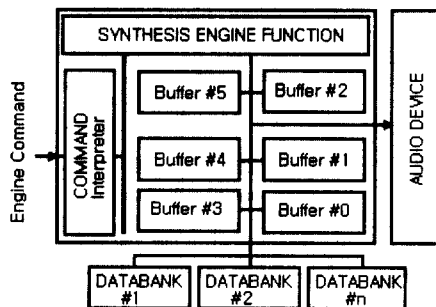 SYNTHESIS ENGINE FUNCTION
Engine Command
COMMAND
Interpreter
Buffer #5
Buffer #2
Buffer #4
Buffer #1
Buffer #3
Buffer #0
AUDIO DEVICE
DATABANK
#1
DATABANK
#2
DATABANK
#n